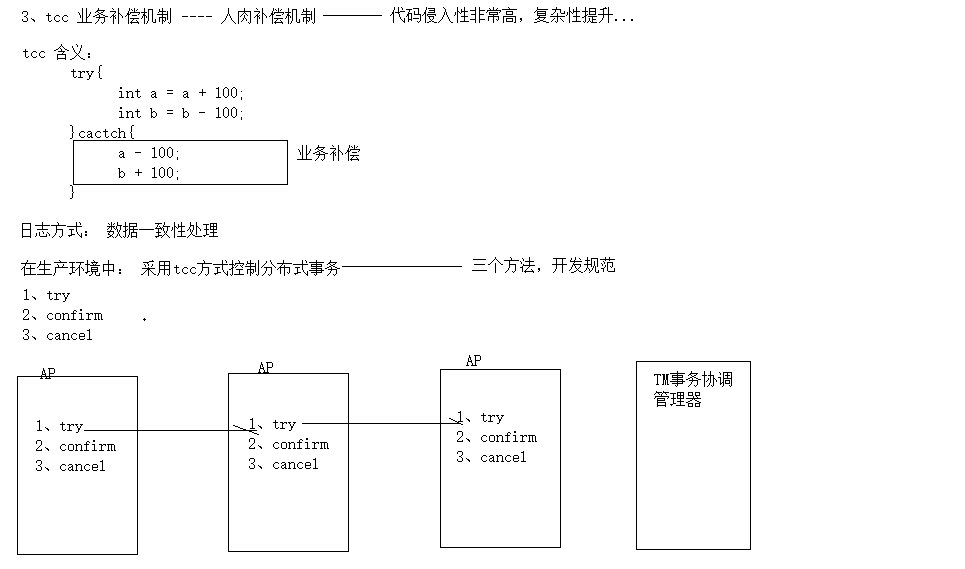 3、tcc 业务补偿机制 ---- 人肉补偿机制 ———— 代码侵入性非常高，复杂性提升...
tcc 含义：
try{
int a = a + 100;
int b = b - 100;
}cactch{
a - 100;
b + 100;
业务补偿
}
日志方式： 数据一致性处理
在生产环境中： 采用tcc方式控制分布式事务 ———————— 三个方法，开发规范
1、try
2、confirm
3、cancel
AP
1、try
2、confirm
3、cancel
AP
1、try
2、confirm
3、cancel
AP
1、try
2、confirm
3、cancel
TM事务协调
管理器